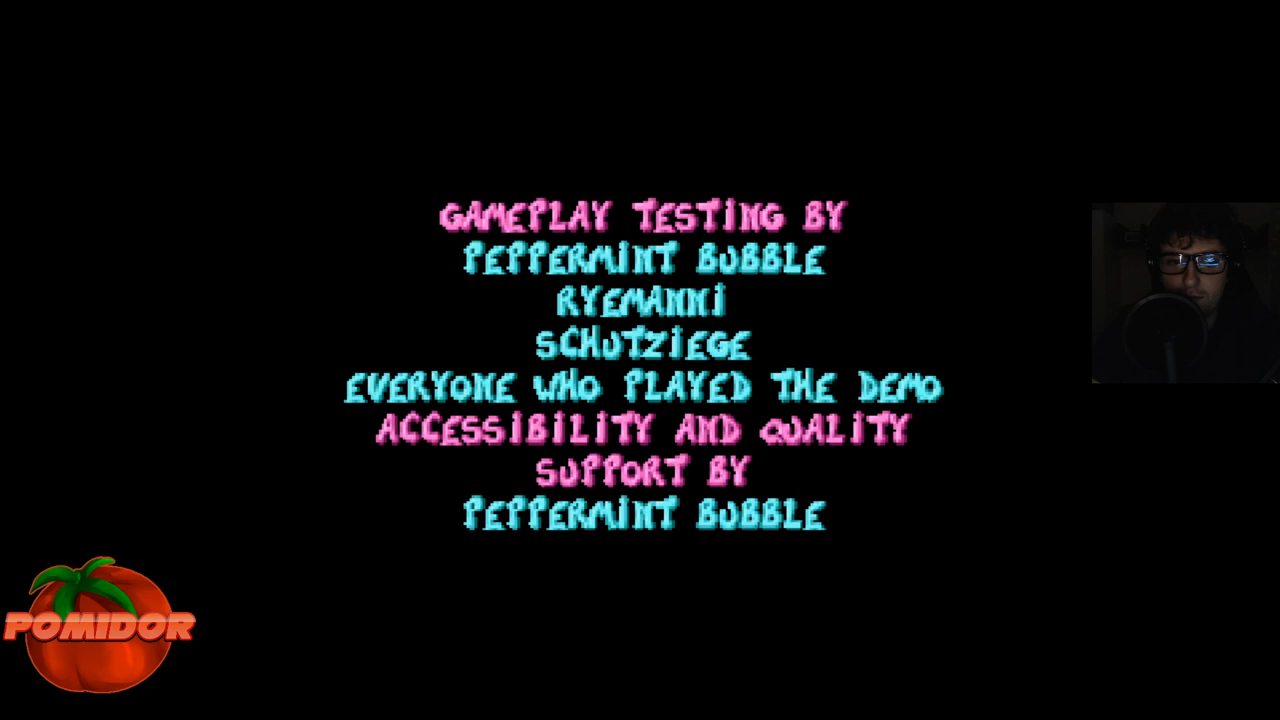 GAMEPLAY TESTING BY
PEPPERMINT BUBBLE
RYEMANNI
SCHUTZIEGE
EVERYONE WHO PLAYED THE DEMO
ACCESSIBILITY AND QUALITY
SUPPORT BY
PEPPERMINT BUBBLE
POMIDOR